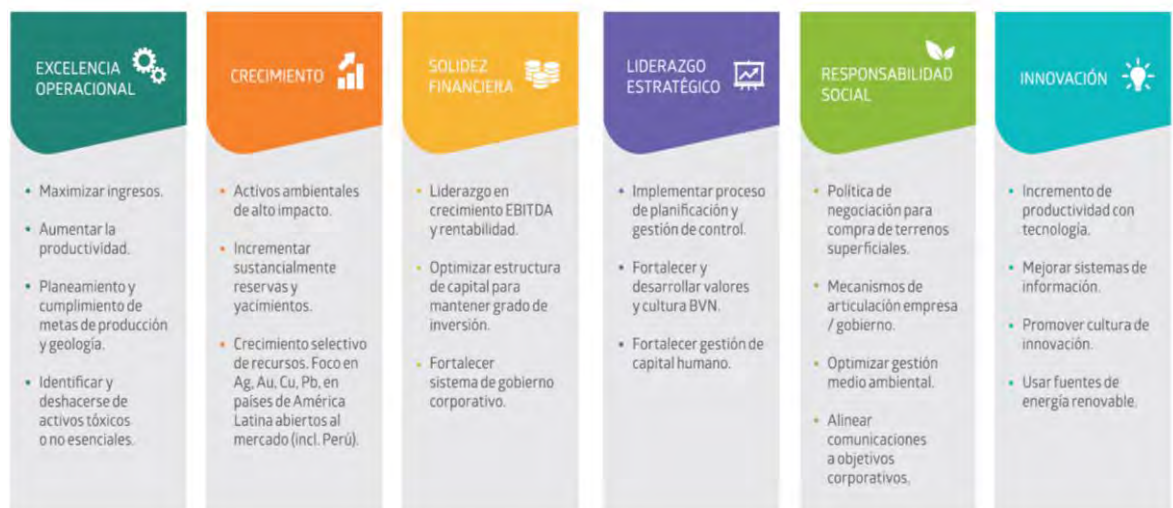 EXCELENCIA
OPERACIONAL
• Maximizar ingresos.
• Aumentar la
productividad.
• Planeamiento y
cumplimiento de
metas de producción
y geología.
• Identificar y
deshacerse de
activos tóxicos
o no esenciales.
CRECIMIENTO
• Activos ambientales
de alto impacto.
• Incrementar
sustancialmente
reservas y
yacimientos.
• Crecimiento selectivo
de recursos. Foco en
Ag, Au, Cu, Pb, en
países de América
Latina abiertos al
mercado (incl. Perú).
SOLIDEZ
FINANCIERA
• Liderazgo en
crecimiento EBITDA
y rentabilidad.
• Optimizar estructura
de capital para
mantener grado de
inversión.
• Fortalecer
sistema de gobierno
corporativo.
LIDERAZGO
ESTRATÉGICO
• Implementar proceso
de planificación y
gestión de control.
• Fortalecer y
desarrollar valores
y cultura BVN.
• Fortalecer gestión de
capital humano.
RESPONSABILIDAD
SOCIAL
• Política de
negociación para
compra de terrenos
superficiales.
• Mecanismos de
articulación empresa
/ gobierno.
• Optimizar gestión
medio ambiental.
• Alinear
comunicaciones
a objetivos
corporativos.
INNOVACIÓN
• Incremento de
productividad con
tecnología.
• Mejorar sistemas de
información.
• Promover cultura de
innovación.
• Usar fuentes de
energía renovable.